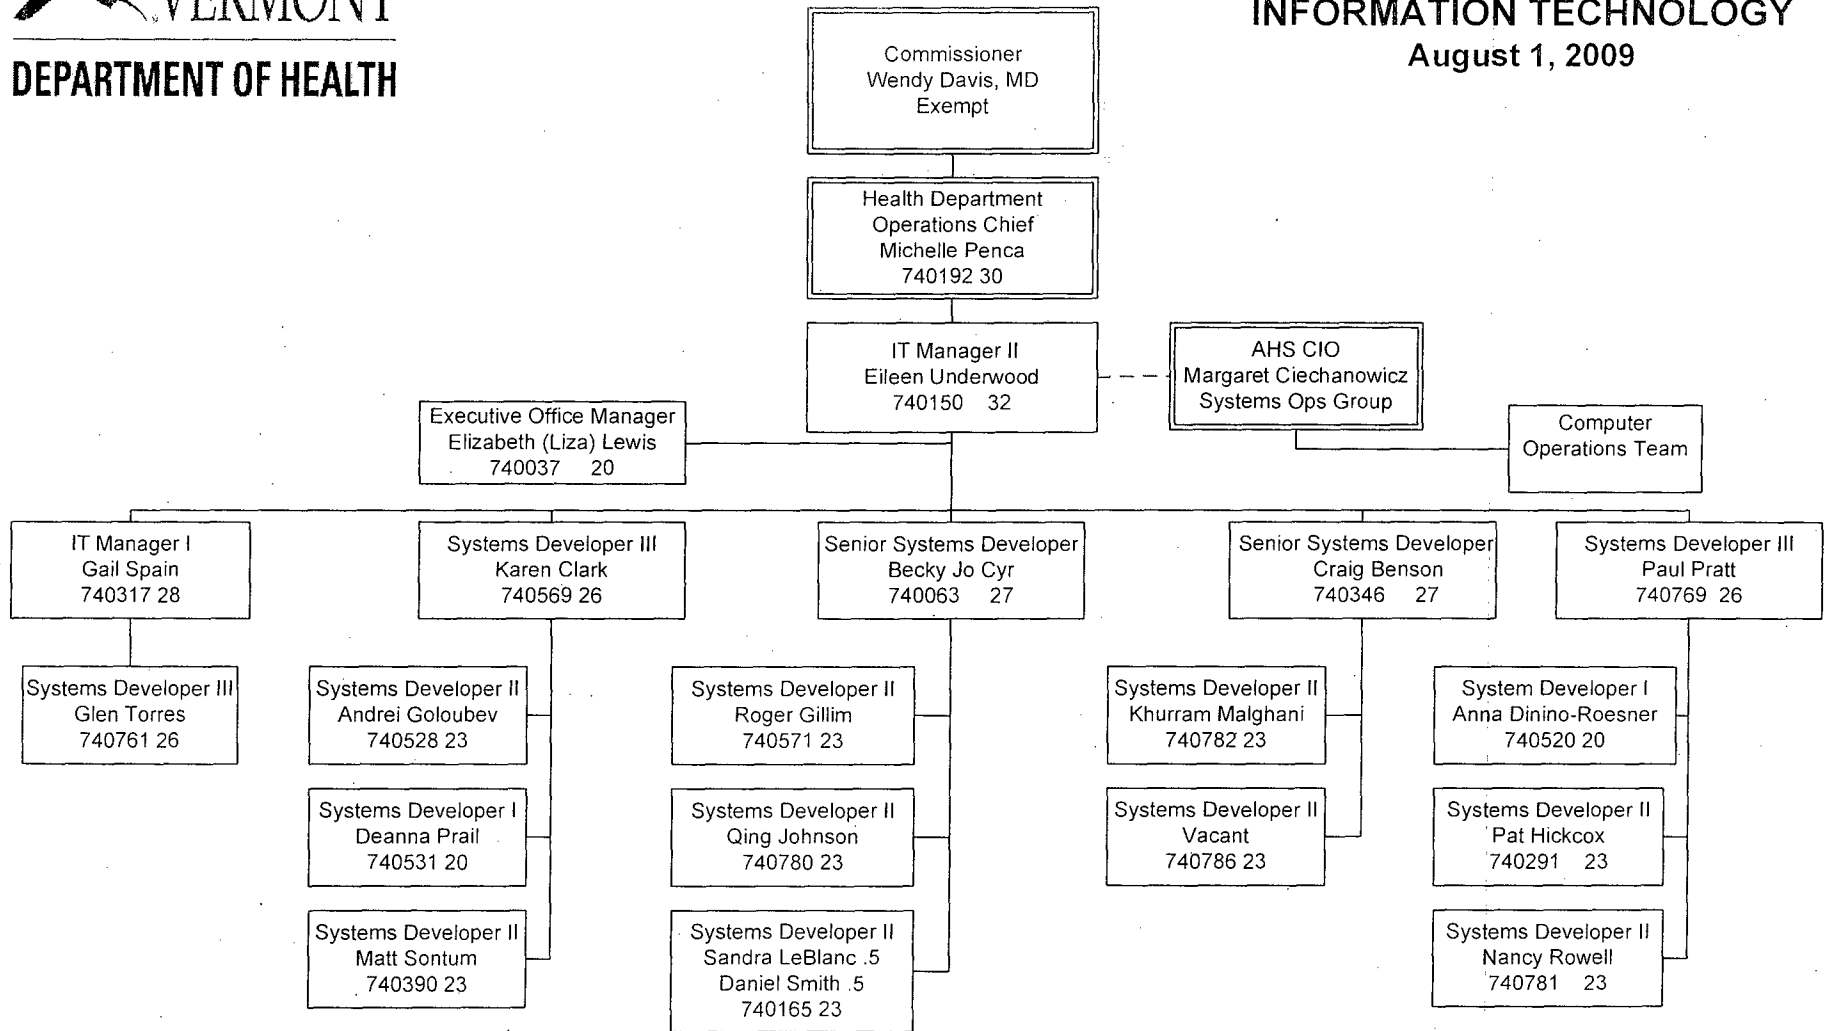 VERMONT
DEPARTMENT OF HEALTH
INFORMATION TECHNOLOGY
August 1, 2009
Commissioner
Wendy Davis, MD
Exempt
Health Department
Operations Chief
Michelle Penca
740192 30
IT Manager II
Eileen Underwood
740150 32
AHS CIO
Margaret Ciechanowicz
Systems Ops Group
Executive Office Manager
Elizabeth (Liza) Lewis
740037 20
Computer
Operations Team
IT Manager I
Gail Spain
740317 28
Systems Developer III
Karen Clark
740569 26
Senior Systems Developer
Becky Jo Cyr
740063 27
Senior Systems Developer
Craig Benson
740346 27
Systems Developer III
Paul Pratt
740769 26
Systems Developer III
Glen Torres
740761 26
Systems Developer II
Andrei Goloubev
740528 23
Systems Developer II
Roger Gillim
740571 23
Systems Developer II
Khurram Malghani
740782 23
System Developer I
Anna Dinino-Roesner
740520 20
Systems Developer I
Deanna Prail
740531 20
Systems Developer II
Qing Johnson
740780 23
Systems Developer II
Vacant
740786 23
Systems Developer II
Pat Hickcox
740291 23
Systems Developer II
Matt Sontum
740390 23
Systems Developer II
Sandra LeBlanc .5
Daniel Smith .5
740165 23
Systems Developer II
Nancy Rowell
740781 23